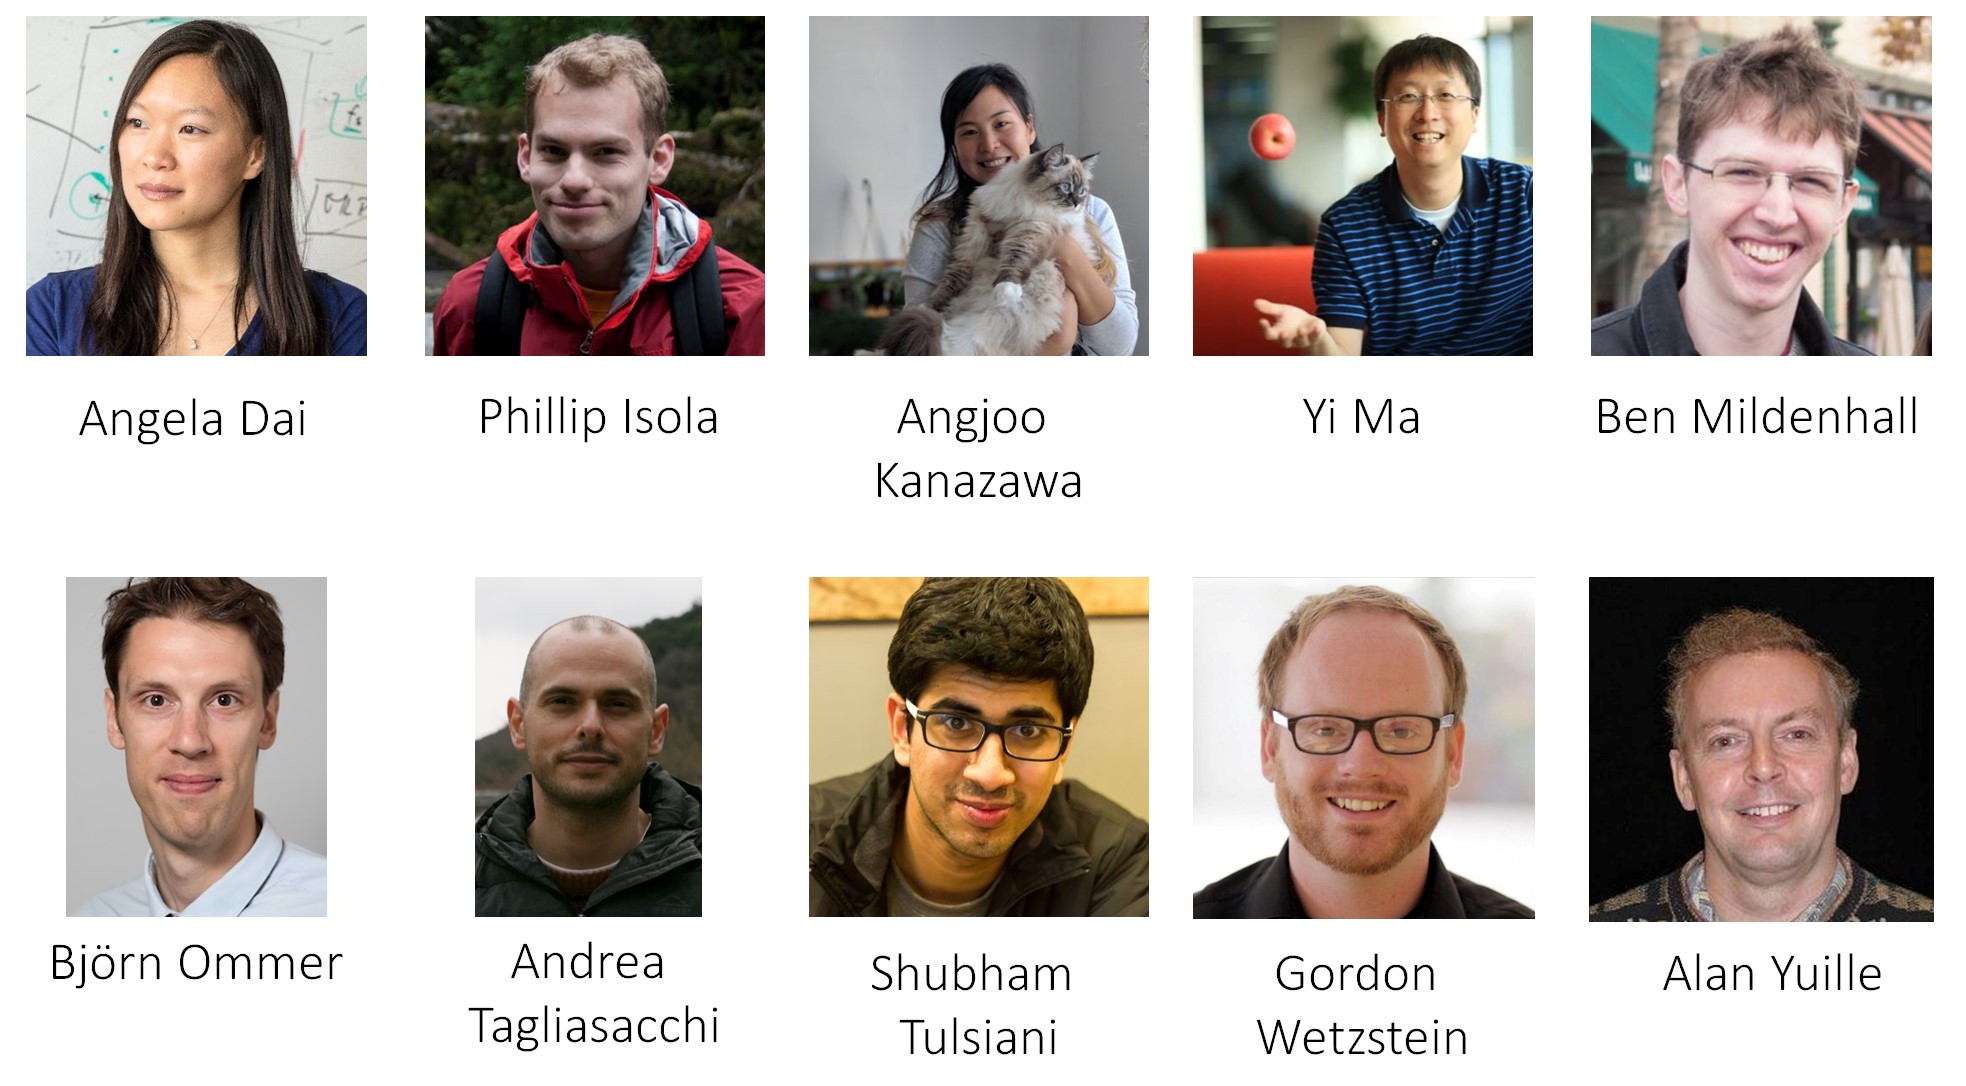 Angela Dai
Phillip Isola
Angjoo
Kanazawa
Yi Ma
Ben Mildenhall
Björn Ommer
Andrea
Tagliasacchi
Shubham
Tulsiani
Gordon
Wetzstein
Alan Yuille